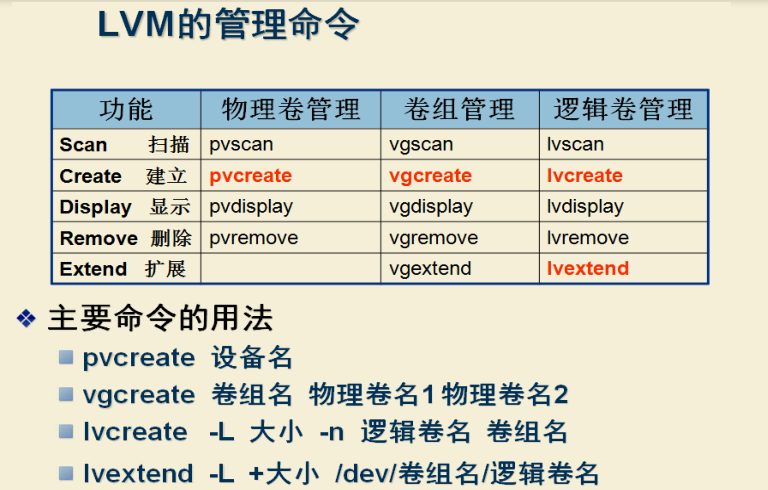 LVM的管理命令
功能 物理卷管理 卷组管理 逻辑卷管理
Scan 扫描 pvscan vgscan lvscan
Create 建立 pvcreate vgcreate lvcreate
Display 显示 pvdisplay vgdisplay lvdisplay
Remove 删除 pvremove vgremove lvremove
Extend 扩展 vgextend lvextend
主要命令的用法
pvcreate 设备名
vgcreate 卷组名 物理卷名1 物理卷名2
lvcreate -L 大小 -n 逻辑卷名 卷组名
lvextend -L +大小 /dev/卷组名/逻辑卷名